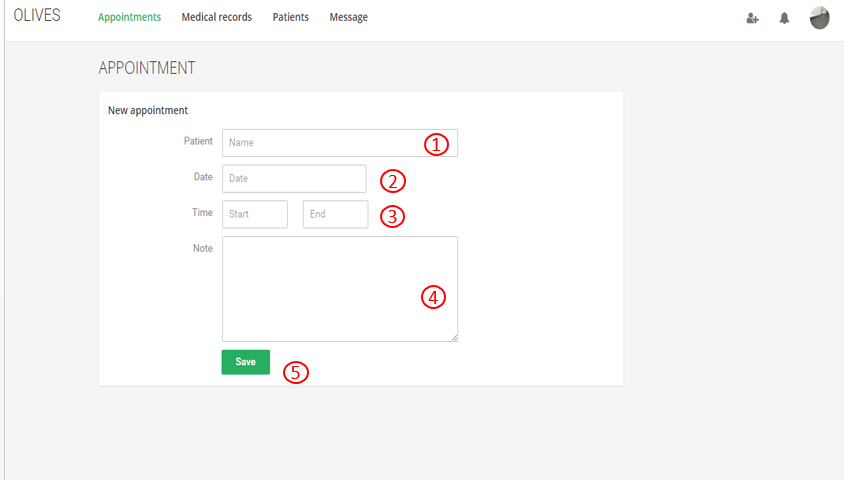 OLIVES Appointments Medical records Patients Message
APPOINTMENT
New appointment
Patient Name 1
Date Date 2
Time Start End 3
Note 4
Save 5